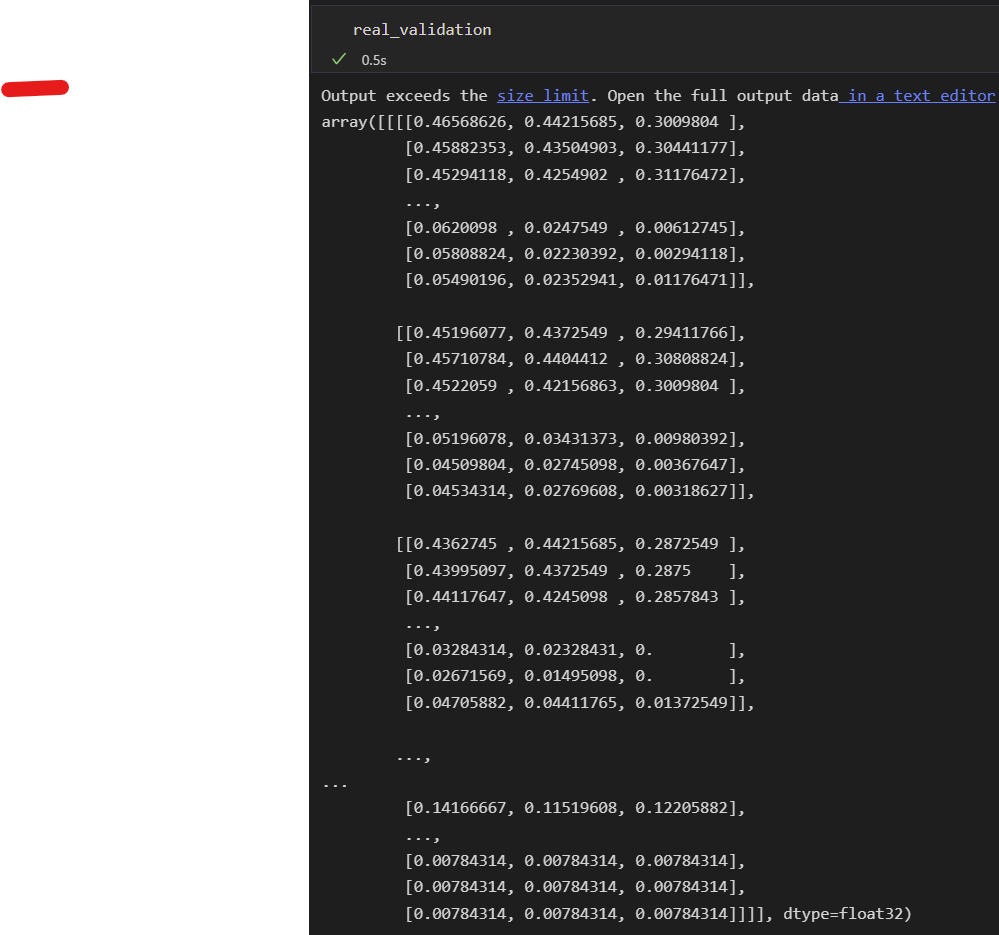 real_validation
0.5s
Output exceeds the size limit. Open the full output data in a text editor
array([[[[0.46568626, 0.44215685, 0.3009804 ],
         [0.45882353, 0.43504903, 0.30441177],
         [0.45294118, 0.4254902 , 0.31176472],
         ...,
         [0.0620098 , 0.0247549 , 0.00612745],
         [0.05808824, 0.02230392, 0.00294118],
         [0.05490196, 0.02352941, 0.01176471]],
        [[0.45196077, 0.4372549 , 0.29411766],
         [0.45710784, 0.4404412 , 0.30808824],
         [0.4522059 , 0.42156863, 0.3009804 ],
         ...,
         [0.05196078, 0.03431373, 0.00980392],
         [0.04509804, 0.02745098, 0.00367647],
         [0.04534314, 0.02769608, 0.00318627]],
        [[0.4362745 , 0.44215685, 0.2872549 ],
         [0.43995097, 0.4372549 , 0.2875    ],
         [0.44117647, 0.4245098 , 0.2857843 ],
         ...,
         [0.03284314, 0.02328431, 0.        ],
         [0.02671569, 0.01495098, 0.        ],
         [0.04705882, 0.04411765, 0.01372549]],
        ...,
...
         [0.14166667, 0.11519608, 0.12205882],
         ...,
         [0.00784314, 0.00784314, 0.00784314],
         [0.00784314, 0.00784314, 0.00784314],
         [0.00784314, 0.00784314, 0.00784314]]]], dtype=float32)